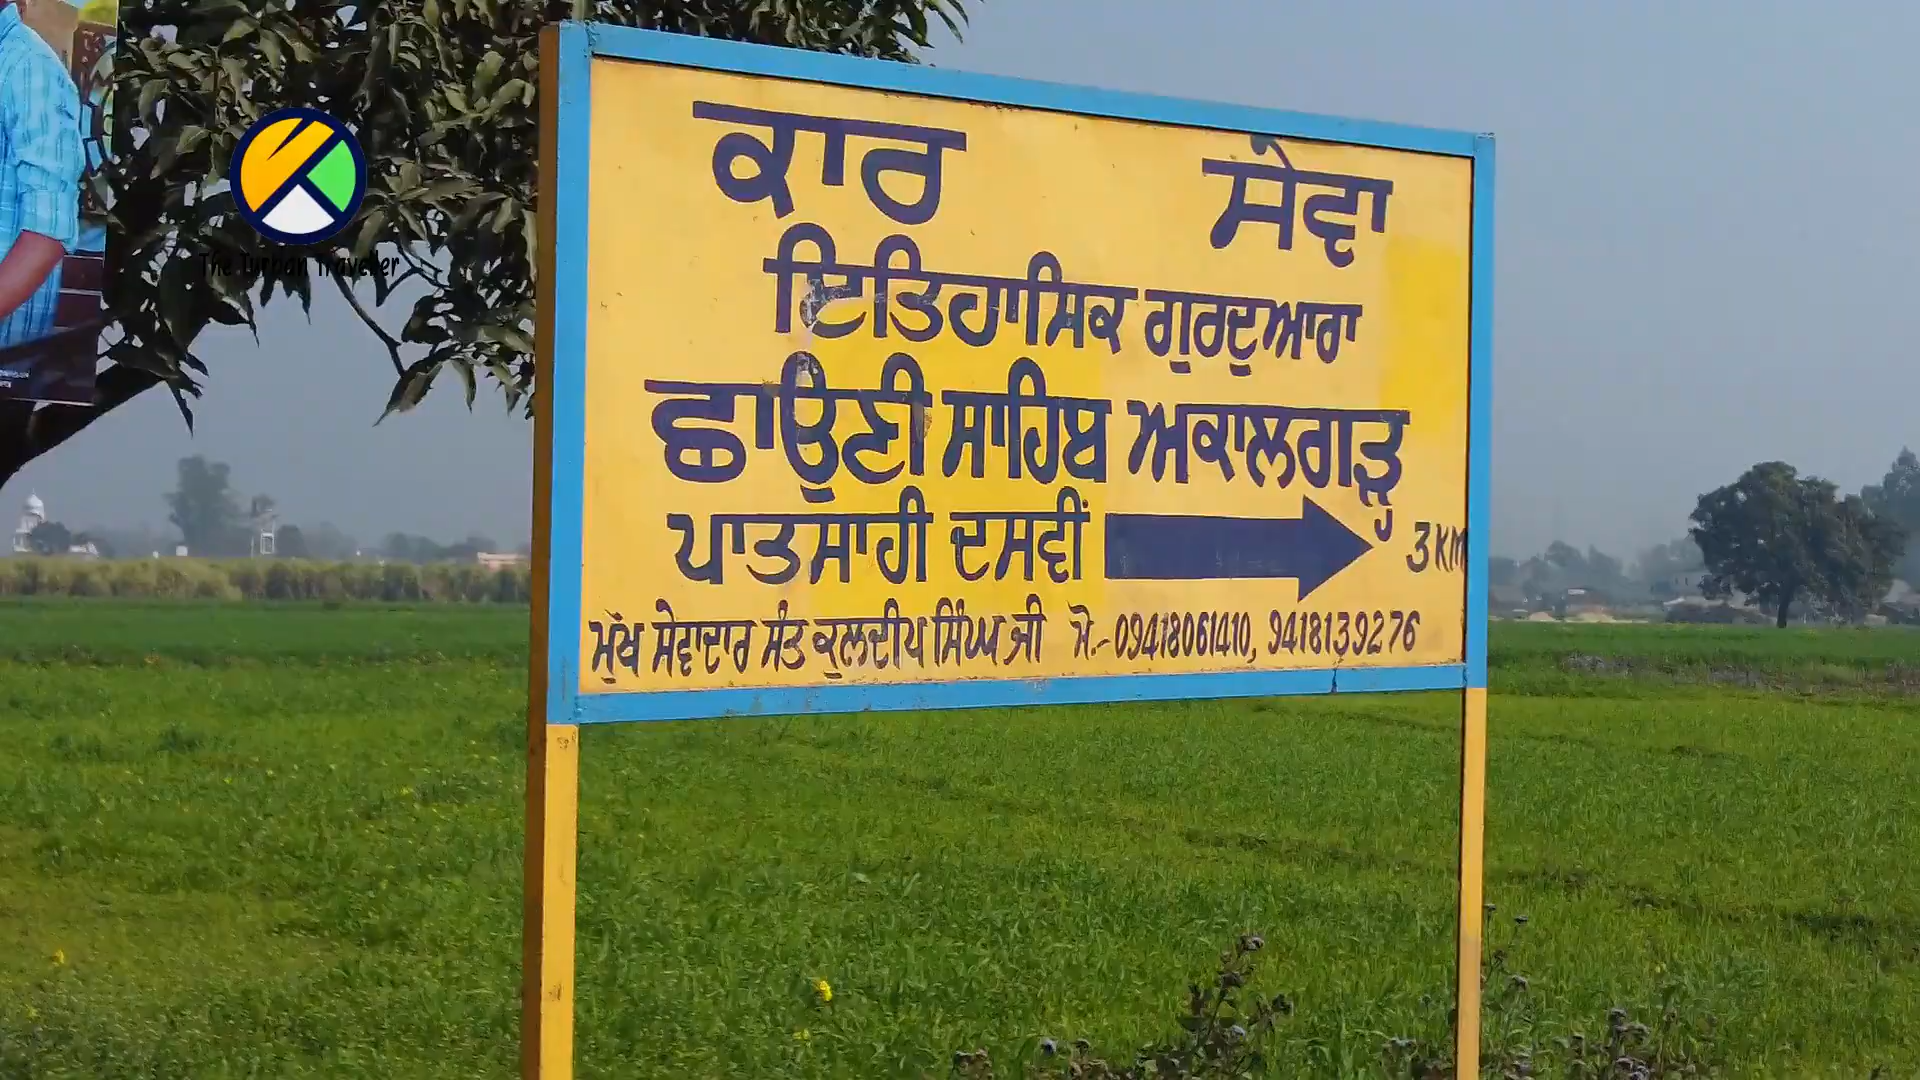 The Turban Traveller
ਕਾਰ ਸੇਵਾ
ਇਤਿਹਾਸਿਕ ਗੁਰਦੁਆਰਾ
ਛਾਉਣੀ ਸਾਹਿਬ ਅਕਾਲਗੜ੍ਹ
ਪਾਤਸਾਹੀ ਦਸਵੀਂ 3 KM
ਮੁੱਖ ਸੇਵਾਦਾਰ ਸੰਤ ਕੁਲਦੀਪ ਸਿੰਘ ਜੀ ਮੋ.-09418061410, 9418139276